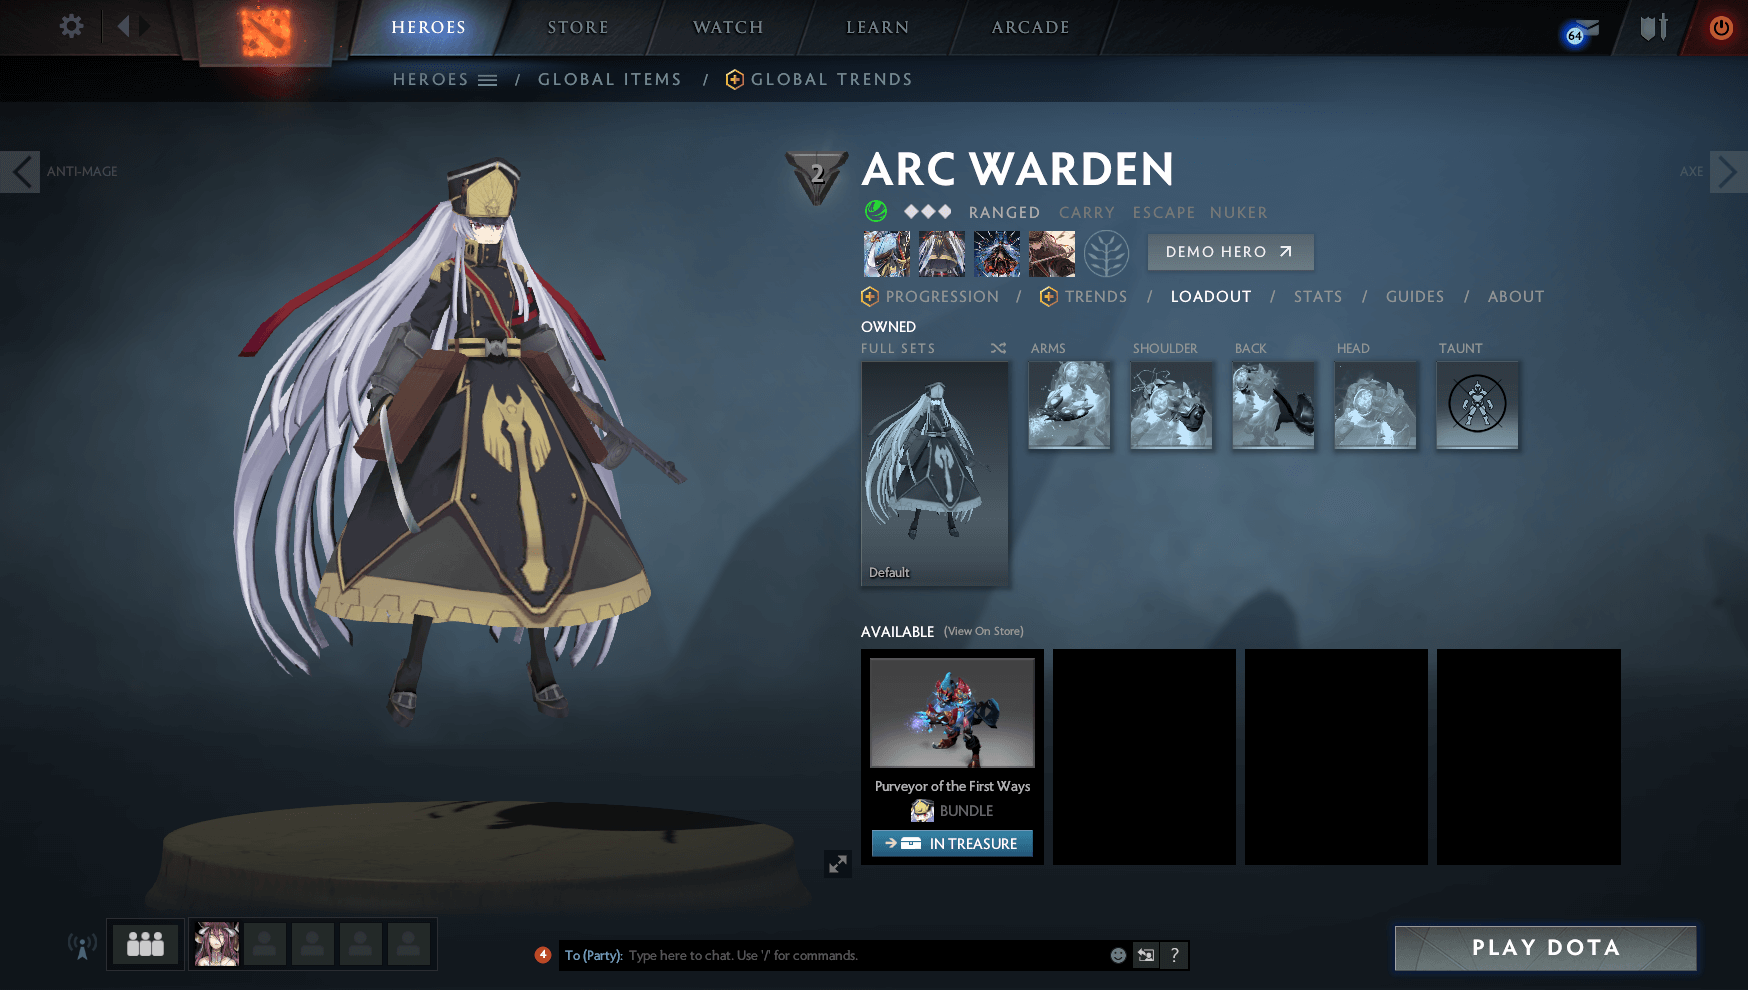 HEROES STORE WATCH LEARN ARCADE 64
HEROES / GLOBAL ITEMS / GLOBAL TRENDS
ANTI-MAGE
2 ARC WARDEN
AXE
RANGED CARRY ESCAPE NUKER
DEMO HERO
PROGRESSION / TRENDS / LOADOUT / STATS / GUIDES / ABOUT
OWNED
FULL SETS ARMS SHOULDER BACK HEAD TAUNT
Default
AVAILABLE (View On Store)
Purveyor of the First Ways
BUNDLE
IN TREASURE
4 To (Party): Type here to chat. Use '/' for commands. ?
PLAY DOTA